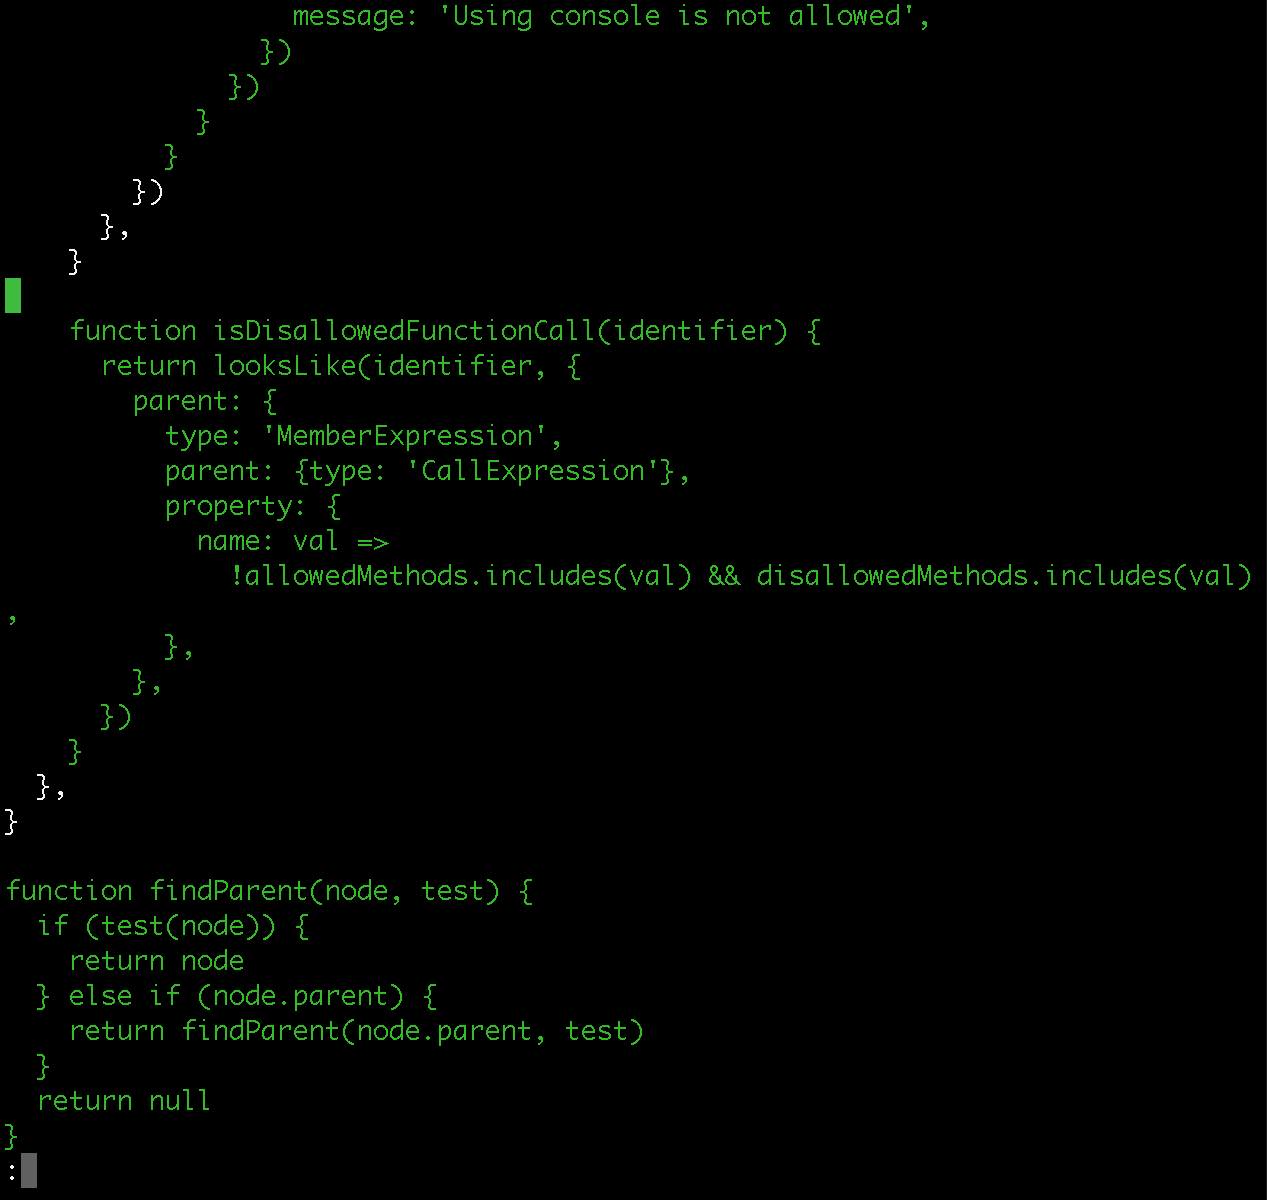 message: 'Using console is not allowed',
                })
              })
            }
          }
        })
      },
    }

    function isDisallowedFunctionCall(identifier) {
      return looksLike(identifier, {
        parent: {
          type: 'MemberExpression',
          parent: {type: 'CallExpression'},
          property: {
            name: val =>
              !allowedMethods.includes(val) && disallowedMethods.includes(val)
,
          },
        },
      })
    }
  },
}

function findParent(node, test) {
  if (test(node)) {
    return node
  } else if (node.parent) {
    return findParent(node.parent, test)
  }
  return null
}
: